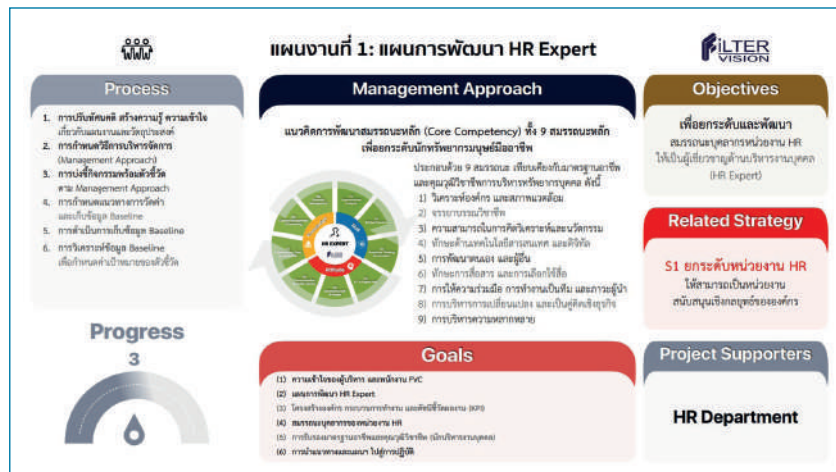 แผนงานที่ 1: แผนการพัฒนา HR Expert
FiLTER
VISION
Process
1. การปรับทัศนคติ สร้างความรู้ ความเข้าใจ
เกี่ยวกับแผนงานและวัตถุประสงค์
2. การกำหนดวิธีการบริหารจัดการ
(Management Approach)
3. การบ่งชี้กิจกรรมพร้อมตัวชี้วัด
ตาม Management Approach
4. การกำหนดแนวทางการวัดค่า
และเก็บข้อมูล Baseline
5. การดำเนินการเก็บข้อมูล Baseline
6. การวิเคราะห์ข้อมูล Baseline
เพื่อกำหนดค่าเป้าหมายของตัวชี้วัด
Progress
3
Management Approach
แนวคิดการพัฒนาสมรรถนะหลัก (Core Competency) ทั้ง 9 สมรรถนะหลัก
เพื่อยกระดับนักทรัพยากรมนุษย์มืออาชีพ
HR EXPERT
ประกอบด้วย 9 สมรรถนะ เทียบเคียงกับมาตรฐานอาชีพ
และคุณวุฒิวิชาชีพการบริหารทรัพยากรบุคคล ดังนี้
1) วิเคราะห์องค์กร และสภาพแวดล้อม
2) จรรยาบรรณวิชาชีพ
3) ความสามารถในการคิดวิเคราะห์และนวัตกรรม
4) ทักษะด้านเทคโนโลยีสารสนเทศ และดิจิทัล
5) การพัฒนาตนเอง และผู้อื่น
6) ทักษะการสื่อสาร และการเลือกใช้สื่อ
7) การให้ความร่วมมือ การทำงานเป็นทีม และภาวะผู้นำ
8) การบริหารการเปลี่ยนแปลง และเป็นคู่คิดเชิงธุรกิจ
9) การบริหารความหลากหลาย
Goals
(1) ความเข้าใจของผู้บริหาร และพนักงาน FVC
(2) แผนการพัฒนา HR Expert
(3) โครงสร้างองค์กร กระบวนการทำงาน และดัชนีชี้วัดผลงาน (KPI)
(4) สมรรถนะบุคลากรของหน่วยงาน HR
(5) การรับรองมาตรฐานอาชีพและคุณวุฒิวิชาชีพ (นักบริหารงานบุคคล)
(6) การนำแนวทางและแผนฯ ไปสู่การปฏิบัติ
Objectives
เพื่อยกระดับและพัฒนา
สมรรถนะบุคลากรหน่วยงาน HR
ให้เป็นผู้เชี่ยวชาญด้านบริหารงานบุคคล
(HR Expert)
Related Strategy
S1 ยกระดับหน่วยงาน HR
ให้สามารถเป็นหน่วยงาน
สนับสนุนเชิงกลยุทธ์ขององค์กร
Project Supporters
HR Department